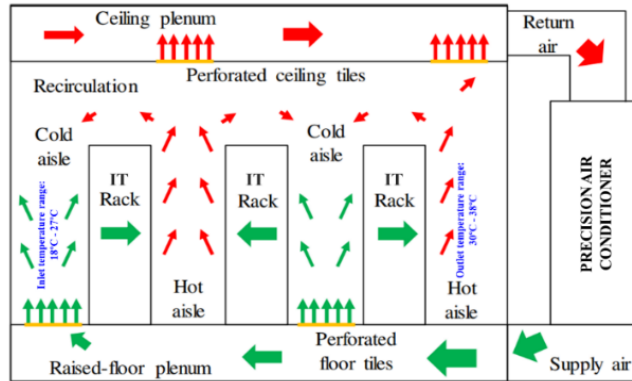 Ceiling plenum
Return
air
Perforated ceiling tiles
Recirculation
Cold
aisle
Cold
aisle
IT
Rack
IT
Rack
IT
Rack
Inlet temperature range:
18°C - 27°C
Outlet temperature range:
30°C - 38°C
PRECISION AIR
CONDITIONER
Hot
aisle
Hot
aisle
Perforated
floor tiles
Raised-floor plenum
Supply air